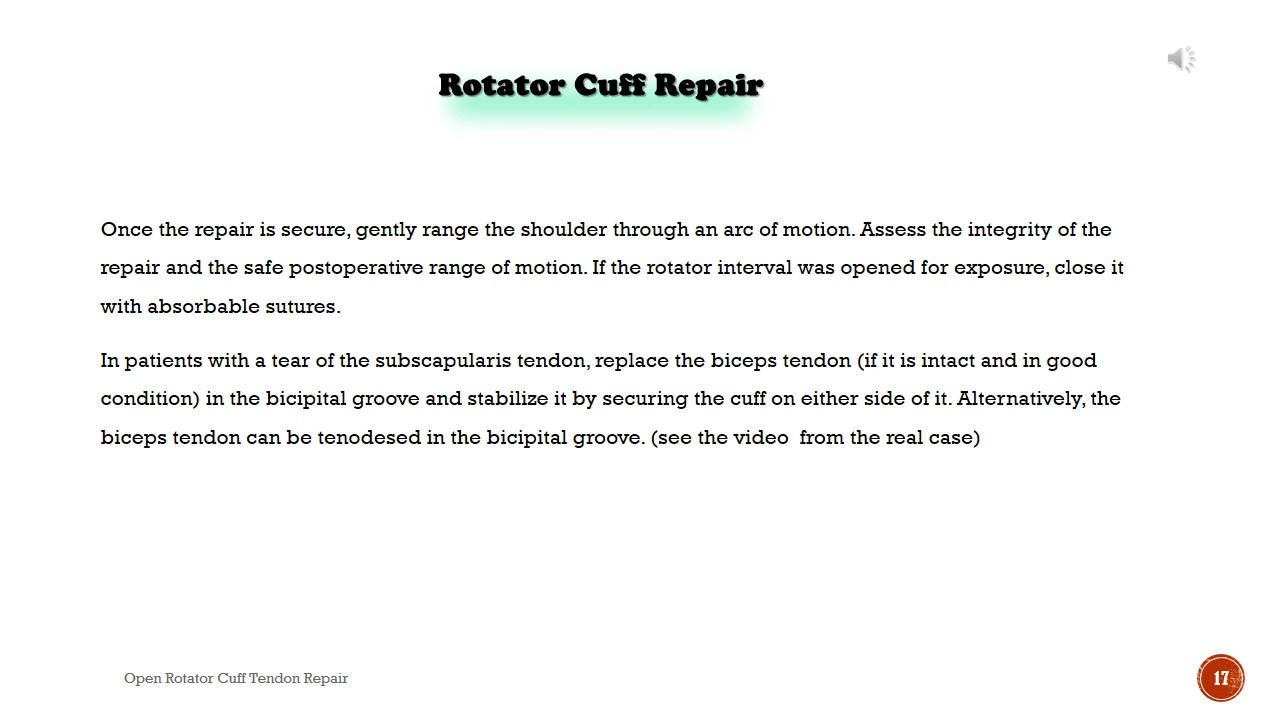 Rotator Cuff Repair
Once the repair is secure, gently range the shoulder through an arc of motion. Assess the integrity of the
repair and the safe postoperative range of motion. If the rotator interval was opened for exposure, close it
with absorbable sutures.
In patients with a tear of the subscapularis tendon, replace the biceps tendon (if it is intact and in good
condition) in the bicipital groove and stabilize it by securing the cuff on either side of it. Alternatively, the
biceps tendon can be tenodesed in the bicipital groove. (see the video  from the real case)
Open Rotator Cuff Tendon Repair
17